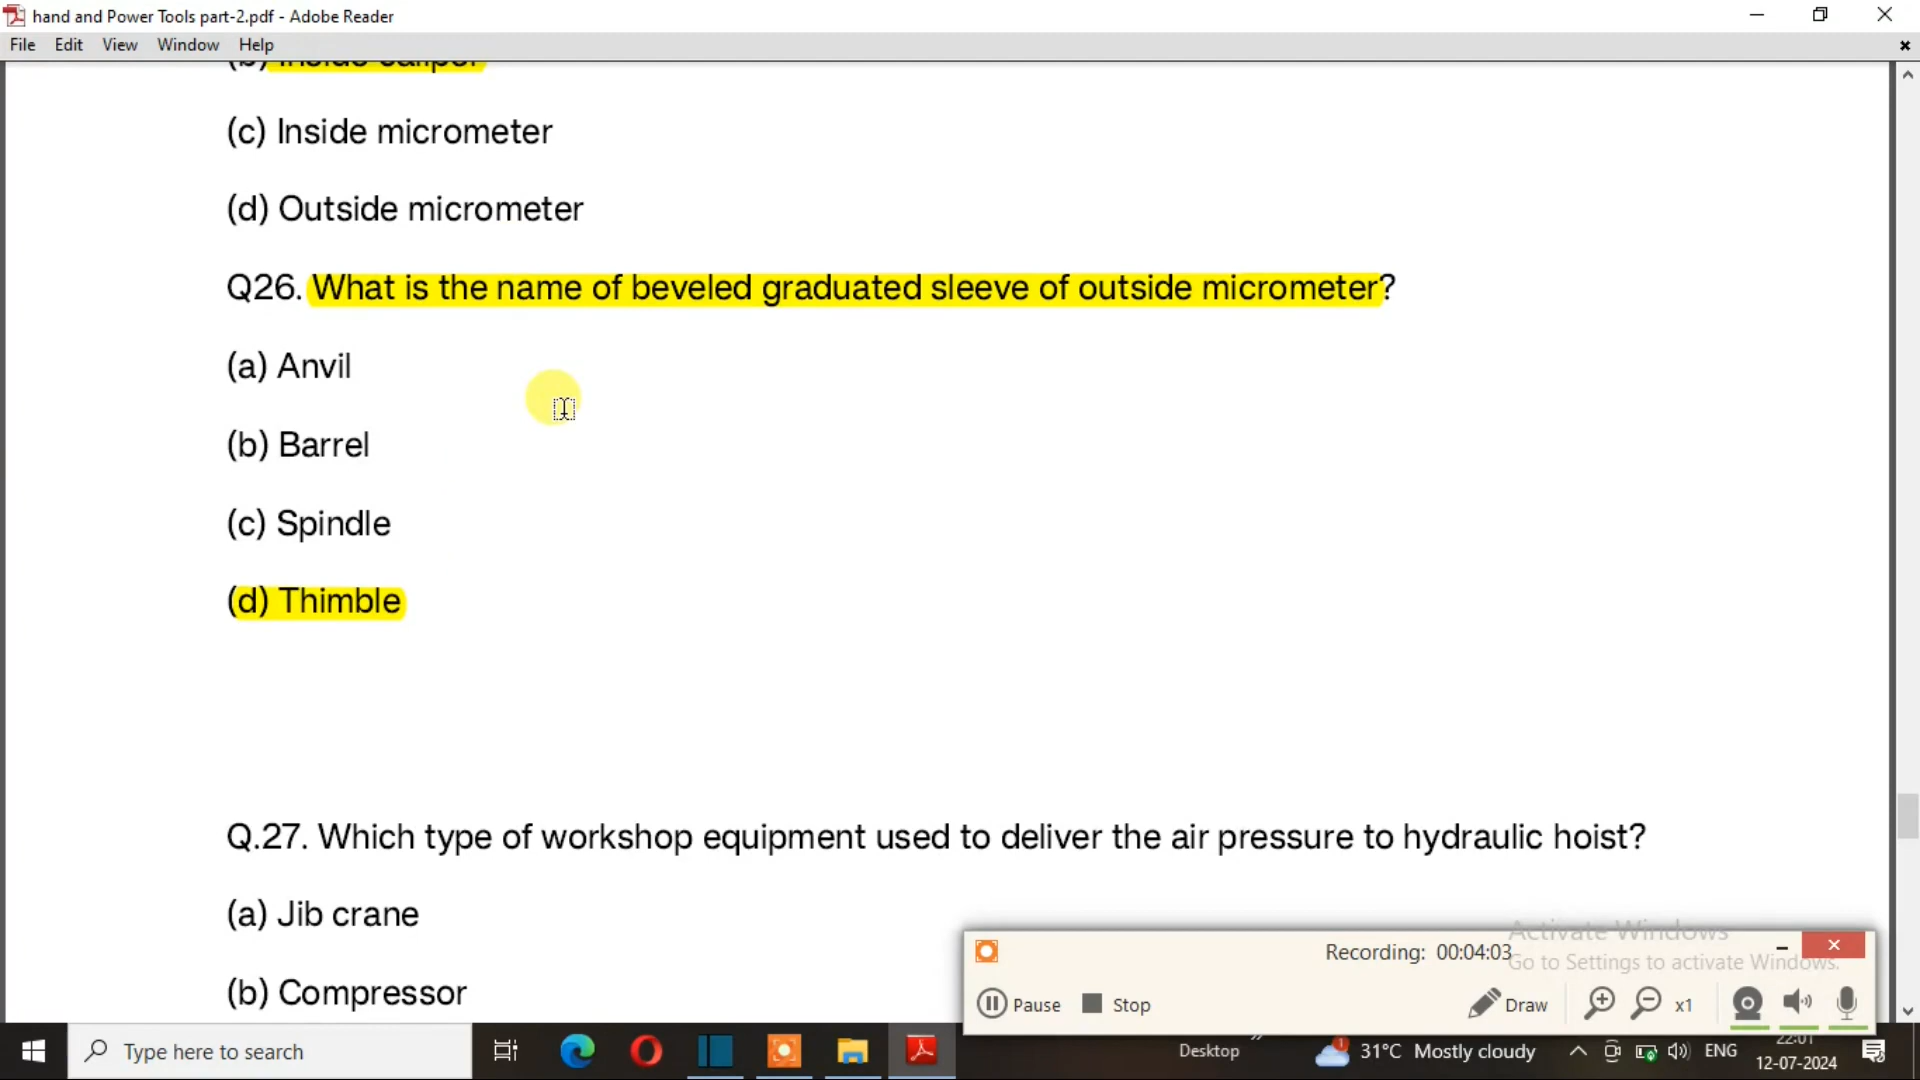 hand and Power Tools part-2.pdf - Adobe Reader
File Edit View Window Help
(b) Inside caliper
(c) Inside micrometer
(d) Outside micrometer
Q26. What is the name of beveled graduated sleeve of outside micrometer?
(a) Anvil
(b) Barrel
(c) Spindle
(d) Thimble
Q.27. Which type of workshop equipment used to deliver the air pressure to hydraulic hoist?
(a) Jib crane
(b) Compressor
Activate Windows
Go to Settings to activate Windows.
Recording: 00:04:03
Pause Stop Draw x1
Type here to search
Desktop 31°C Mostly cloudy ENG
22:01
12-07-2024